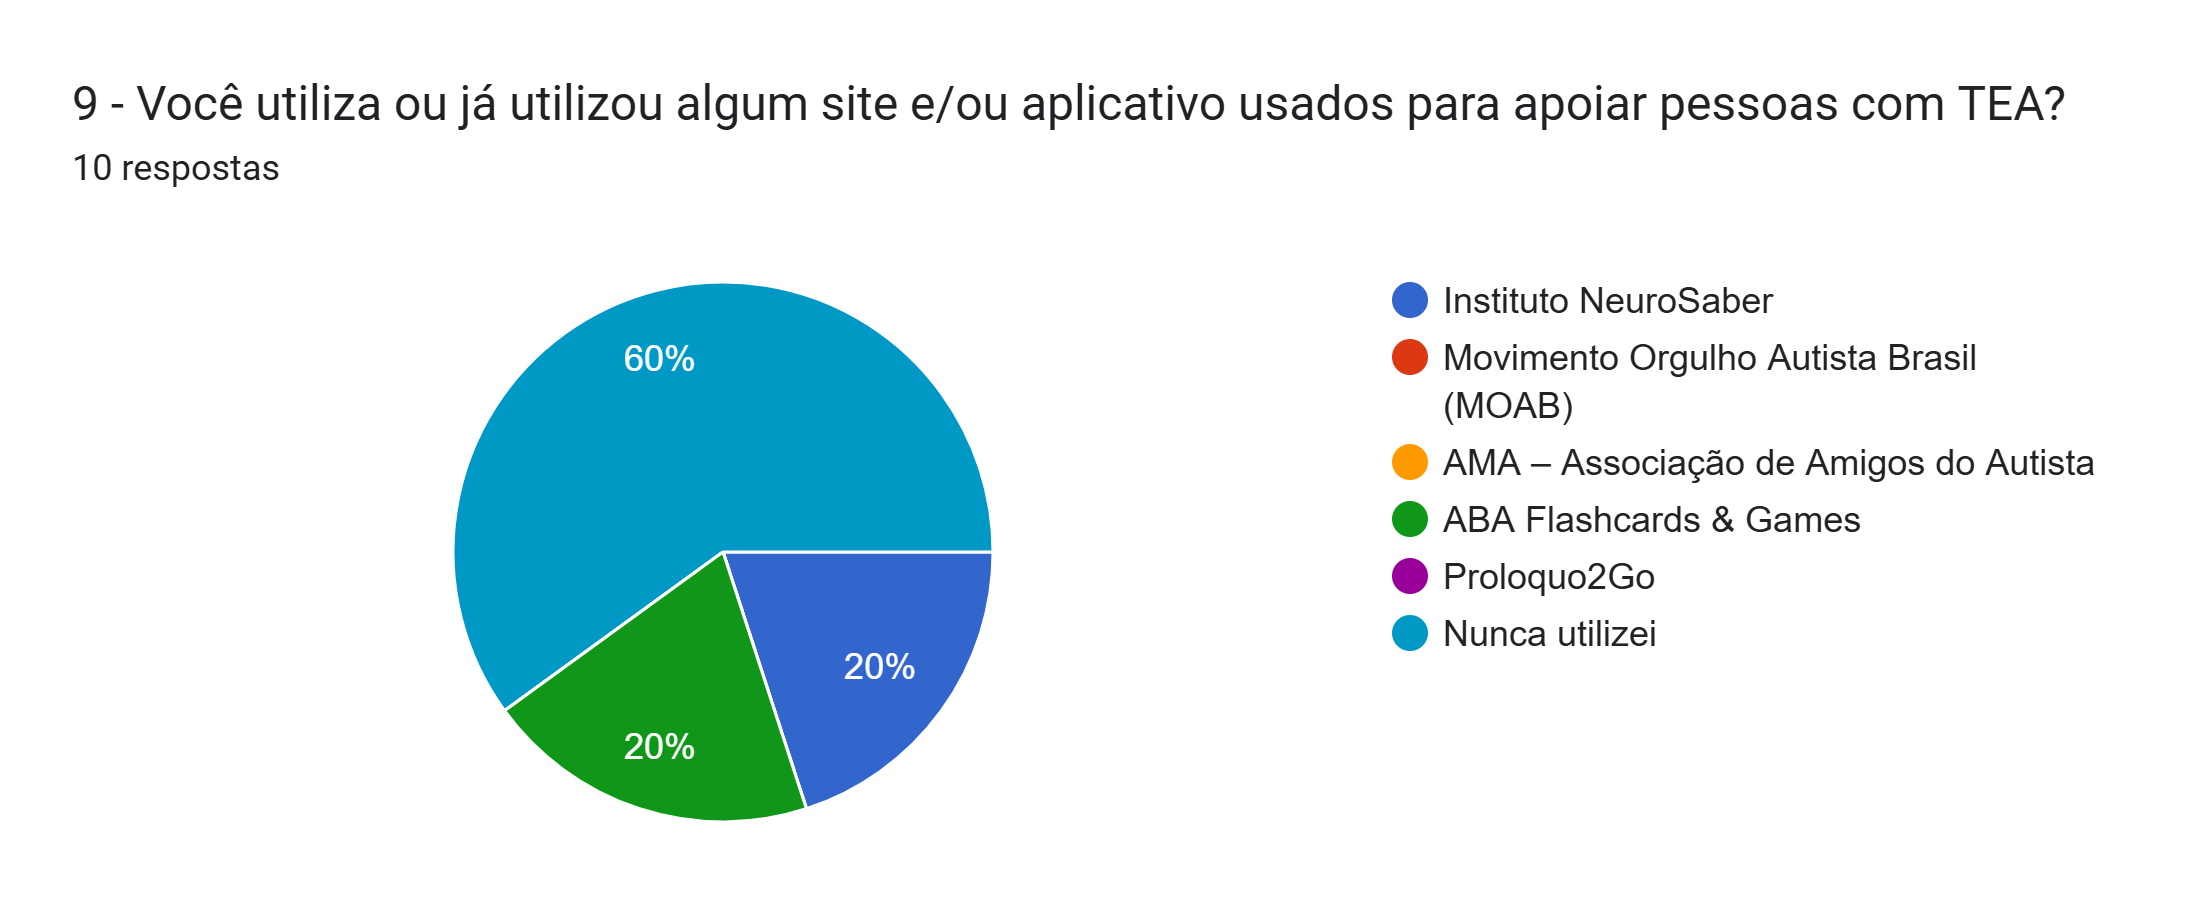 9 - Você utiliza ou já utilizou algum site e/ou aplicativo usados para apoiar pessoas com TEA?
10 respostas
60%
20%
20%
Instituto NeuroSaber
Movimento Orgulho Autista Brasil
(MOAB)
AMA – Associação de Amigos do Autista
ABA Flashcards & Games
Proloquo2Go
Nunca utilizei